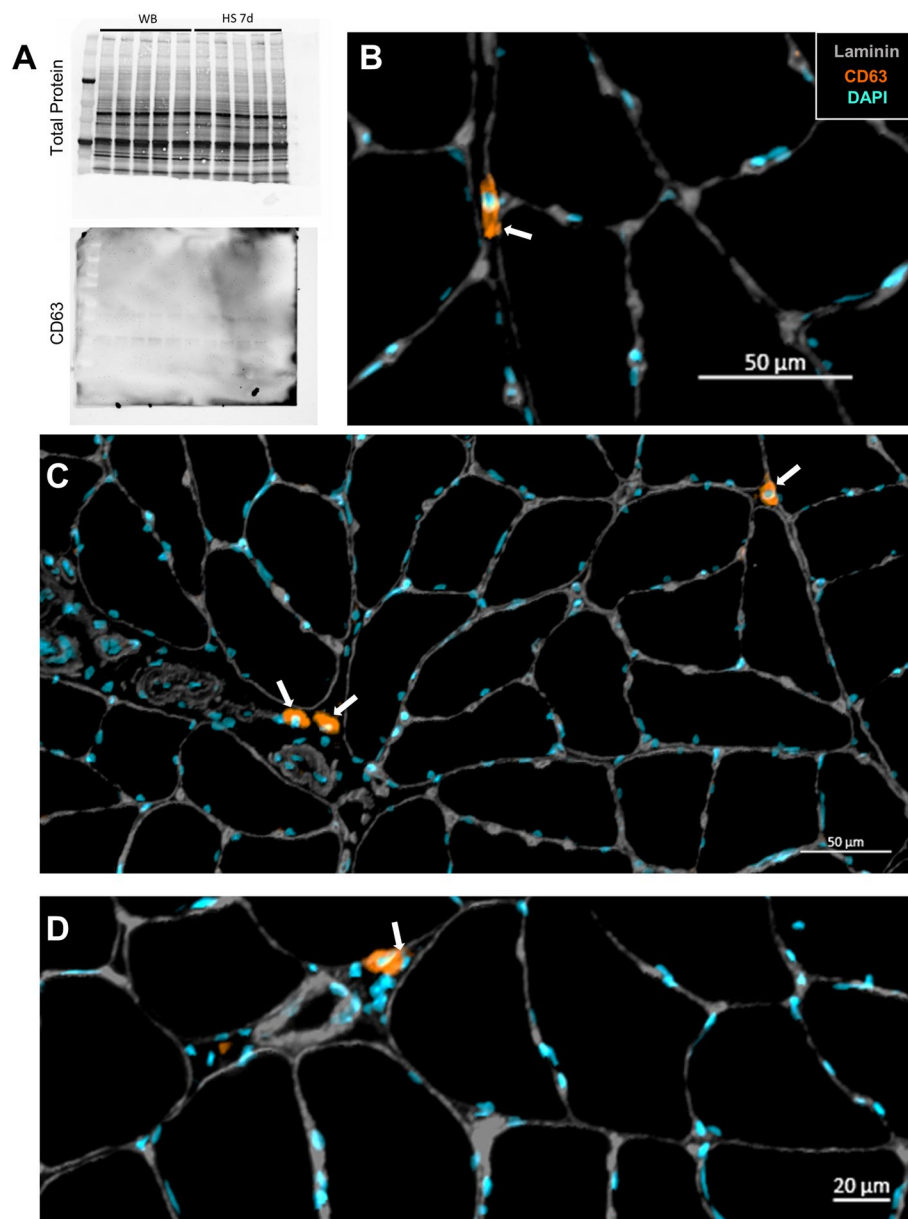 A
WB
HS 7d
Total Protein
CD63
B
Laminin
CD63
DAPI
50 µm
C
50 µm
D
20 µm